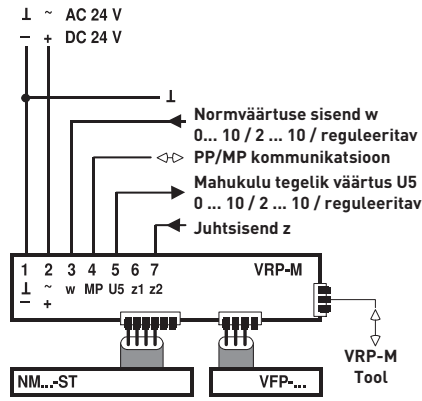 ⊥ ~ AC 24 V
– + DC 24 V
⊥
Normväärtuse sisend w
0... 10 / 2 ... 10 / reguleeritav
PP/MP kommunikatsioon
Mahukulu tegelik väärtus U5
0 ... 10 / 2 ... 10 / reguleeritav
Juhtsisend z
1 2 3 4 5 6 7 VRP-M
⊥ ~ w MP U5 z1 z2
– +
VRP-M
Tool
NM...-ST
VFP-...